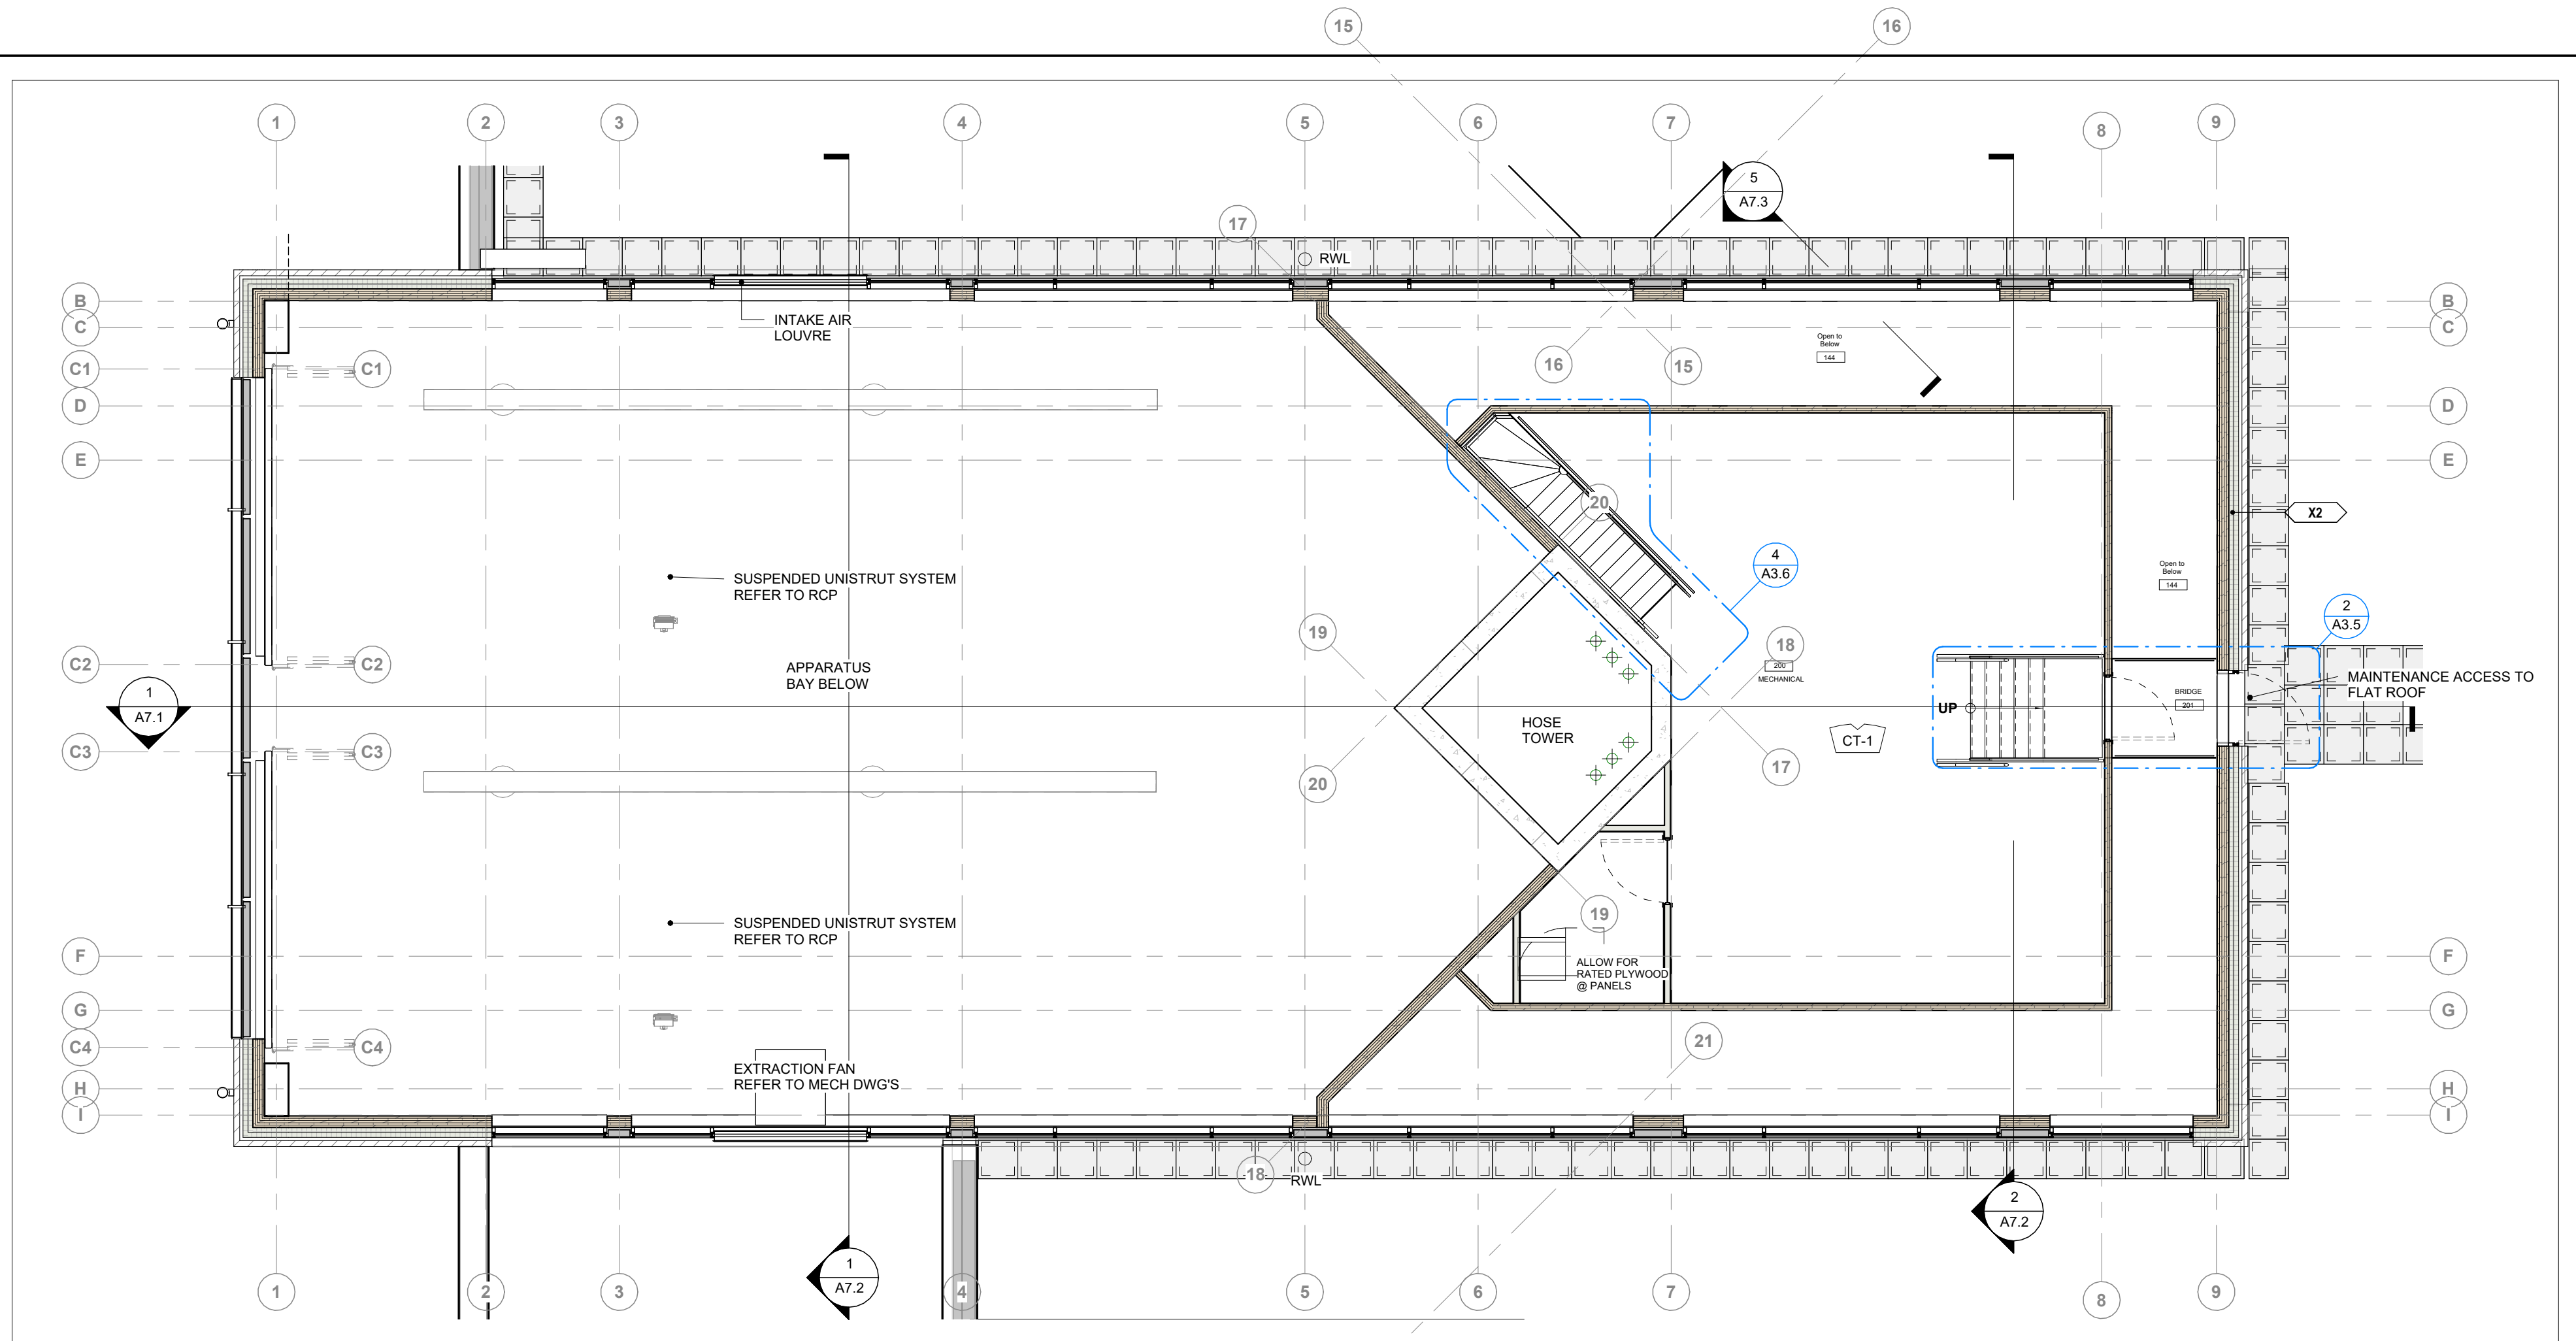 15
16
1
2
3
4
5
6
7
8
9
5
A7.3
17
RWL
B
B
C
C
INTAKE AIR
LOUVRE
Open to
Below
144
C1
C1
16
15
D
D
E
E
20
X2
4
A3.6
SUSPENDED UNISTRUT SYSTEM
REFER TO RCP
Open to
Below
144
2
A3.5
19
18
C2
C2
APPARATUS
BAY BELOW
200
MECHANICAL
MAINTENANCE ACCESS TO
FLAT ROOF
1
A7.1
BRIDGE
201
UP
HOSE
TOWER
CT-1
C3
C3
20
17
SUSPENDED UNISTRUT SYSTEM
REFER TO RCP
19
F
F
ALLOW FOR
RATED PLYWOOD
@ PANELS
G
G
C4
C4
21
EXTRACTION FAN
REFER TO MECH DWG'S
H
H
I
I
18
RWL
2
A7.2
1
A7.2
1
2
3
4
5
6
7
8
9